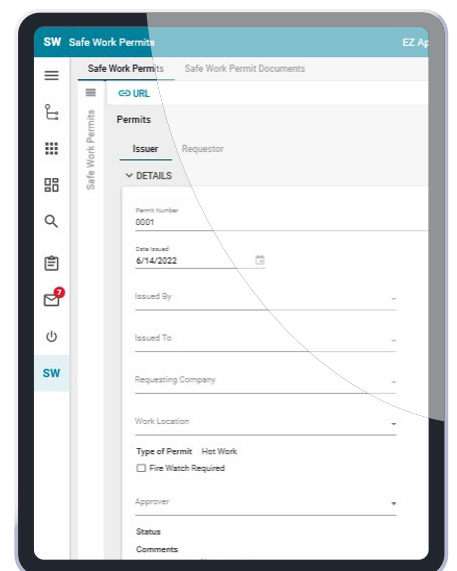 SW Safe Work Permits EZ Ap
Safe Work Permits Safe Work Permit Documents
URL
Safe Work Permits
Permits
Issuer Requestor
DETAILS
Permit Number
0001
Date Issued
6/14/2022
Issued By
Issued To
Requesting Company
Work Location
Type of Permit Hot Work
Fire Watch Required
Approver
Status
Comments
7
SW